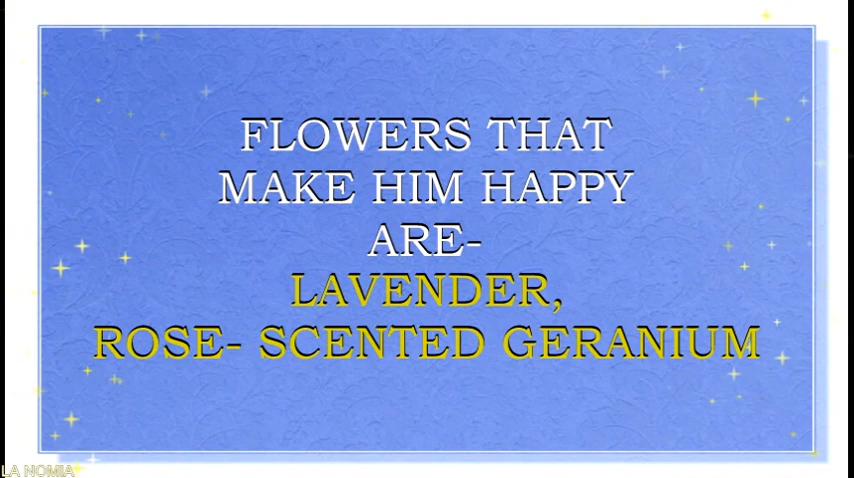 FLOWERS THAT
MAKE HIM HAPPY
ARE-
LAVENDER,
ROSE- SCENTED GERANIUM
LA NOMIA